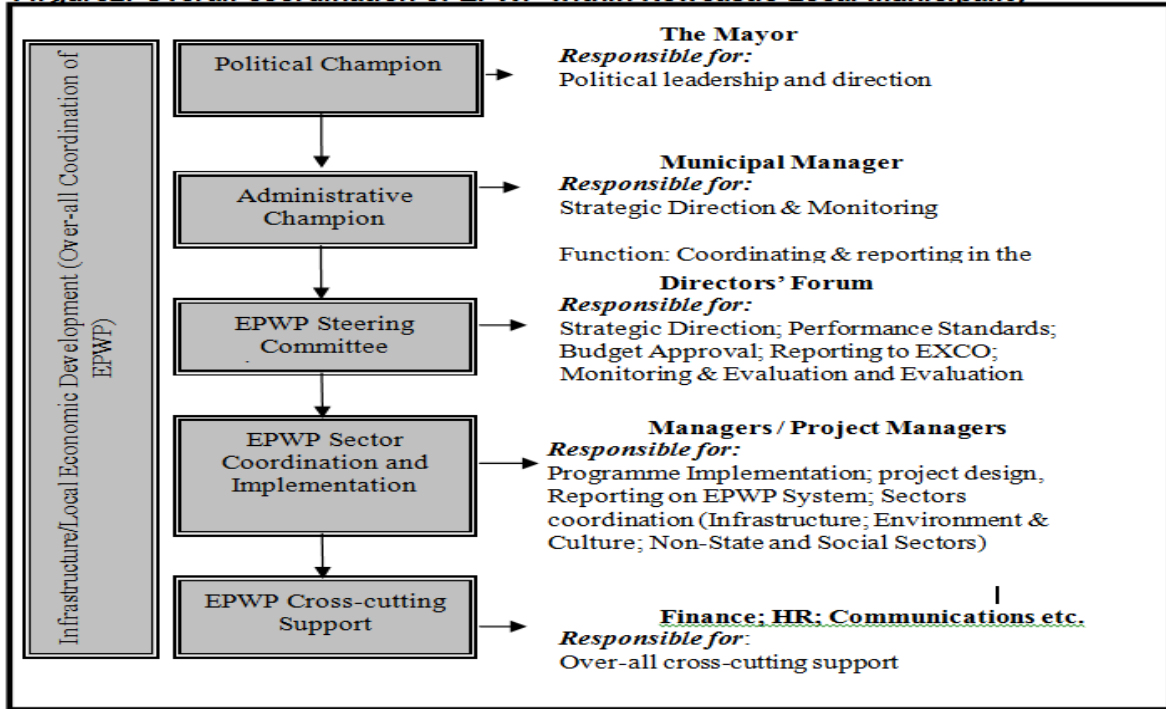 Infrastructure/Local Economic Development (Over-all Coordination of
EPWP)
Political Champion
The Mayor
Responsible for:
Political leadership and direction
Administrative
Champion
Municipal Manager
Responsible for:
Strategic Direction & Monitoring
Function: Coordinating & reporting in the
EPWP Steering
Committee
Directors' Forum
Responsible for:
Strategic Direction; Performance Standards;
Budget Approval; Reporting to EXCO;
Monitoring & Evaluation and Evaluation
EPWP Sector
Coordination and
Implementation
Managers / Project Managers
Responsible for:
Programme Implementation; project design,
Reporting on EPWP System; Sectors
coordination (Infrastructure; Environment &
Culture; Non-State and Social Sectors)
EPWP Cross-cutting
Support
Finance; HR; Communications etc.
Responsible for:
Over-all cross-cutting support